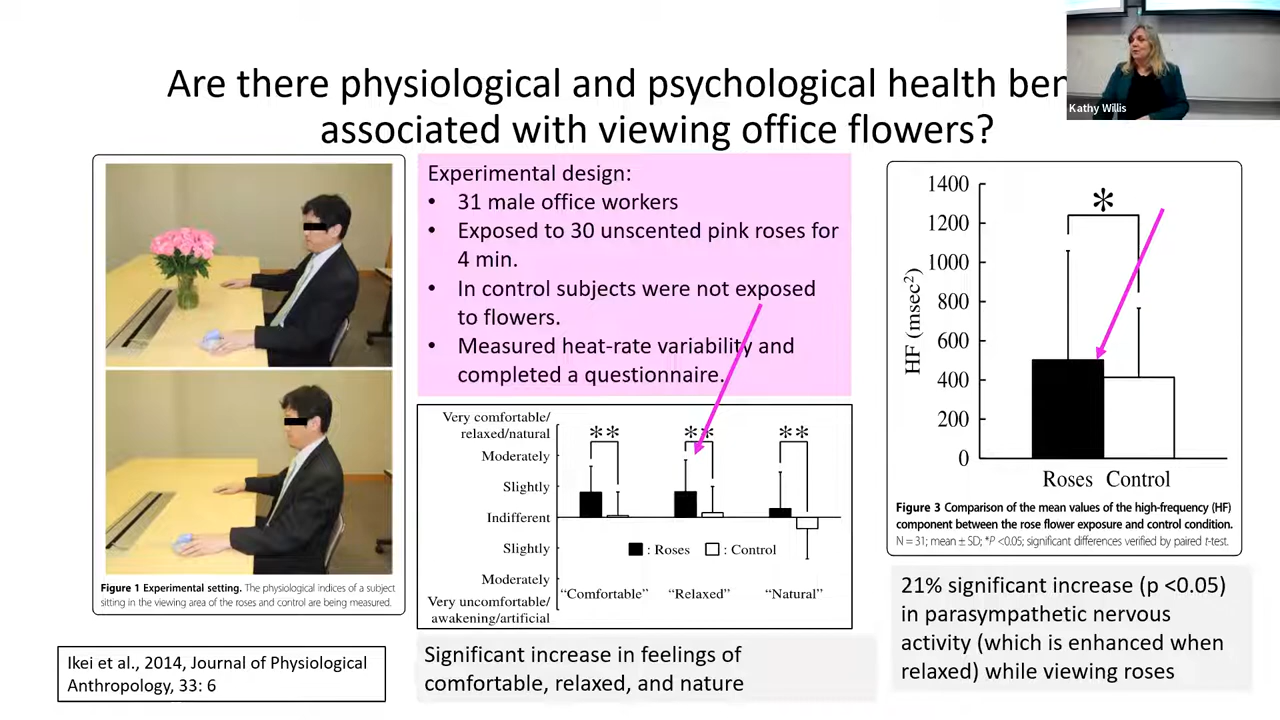 Are there physiological and psychological health ben
associated with viewing office flowers?
Kathy Willis
Figure 1 Experimental setting. The physiological indices of a subject
sitting in the viewing area of the roses and control are being measured.
Ikei et al., 2014, Journal of Physiological
Anthropology, 33: 6
Experimental design:
• 31 male office workers
• Exposed to 30 unscented pink roses for
4 min.
• In control subjects were not exposed
to flowers.
• Measured heat-rate variability and
completed a questionnaire.
Very comfortable/
relaxed/natural
Moderately
Slightly
Indifferent
Slightly
Moderately
Very uncomfortable/
awakening/artificial
** ** **
: Roses : Control
"Comfortable" "Relaxed" "Natural"
Significant increase in feelings of
comfortable, relaxed, and nature
HF (msec²)
1400
1200
1000
800
600
400
200
0
*
Roses Control
Figure 3 Comparison of the mean values of the high-frequency (HF)
component between the rose flower exposure and control condition.
N = 31; mean ± SD; *P <0.05; significant differences verified by paired t-test.
21% significant increase (p <0.05)
in parasympathetic nervous
activity (which is enhanced when
relaxed) while viewing roses